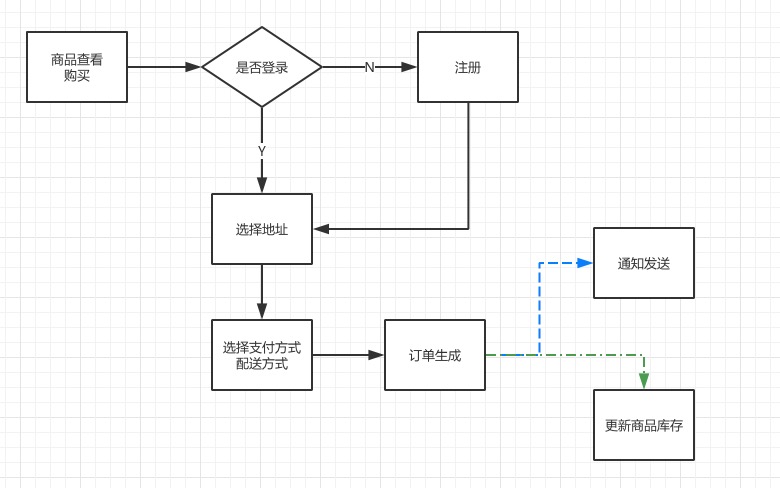 商品查看
购买
是否登录
N
注册
Y
选择地址
通知发送
选择支付方式
配送方式
订单生成
更新商品库存